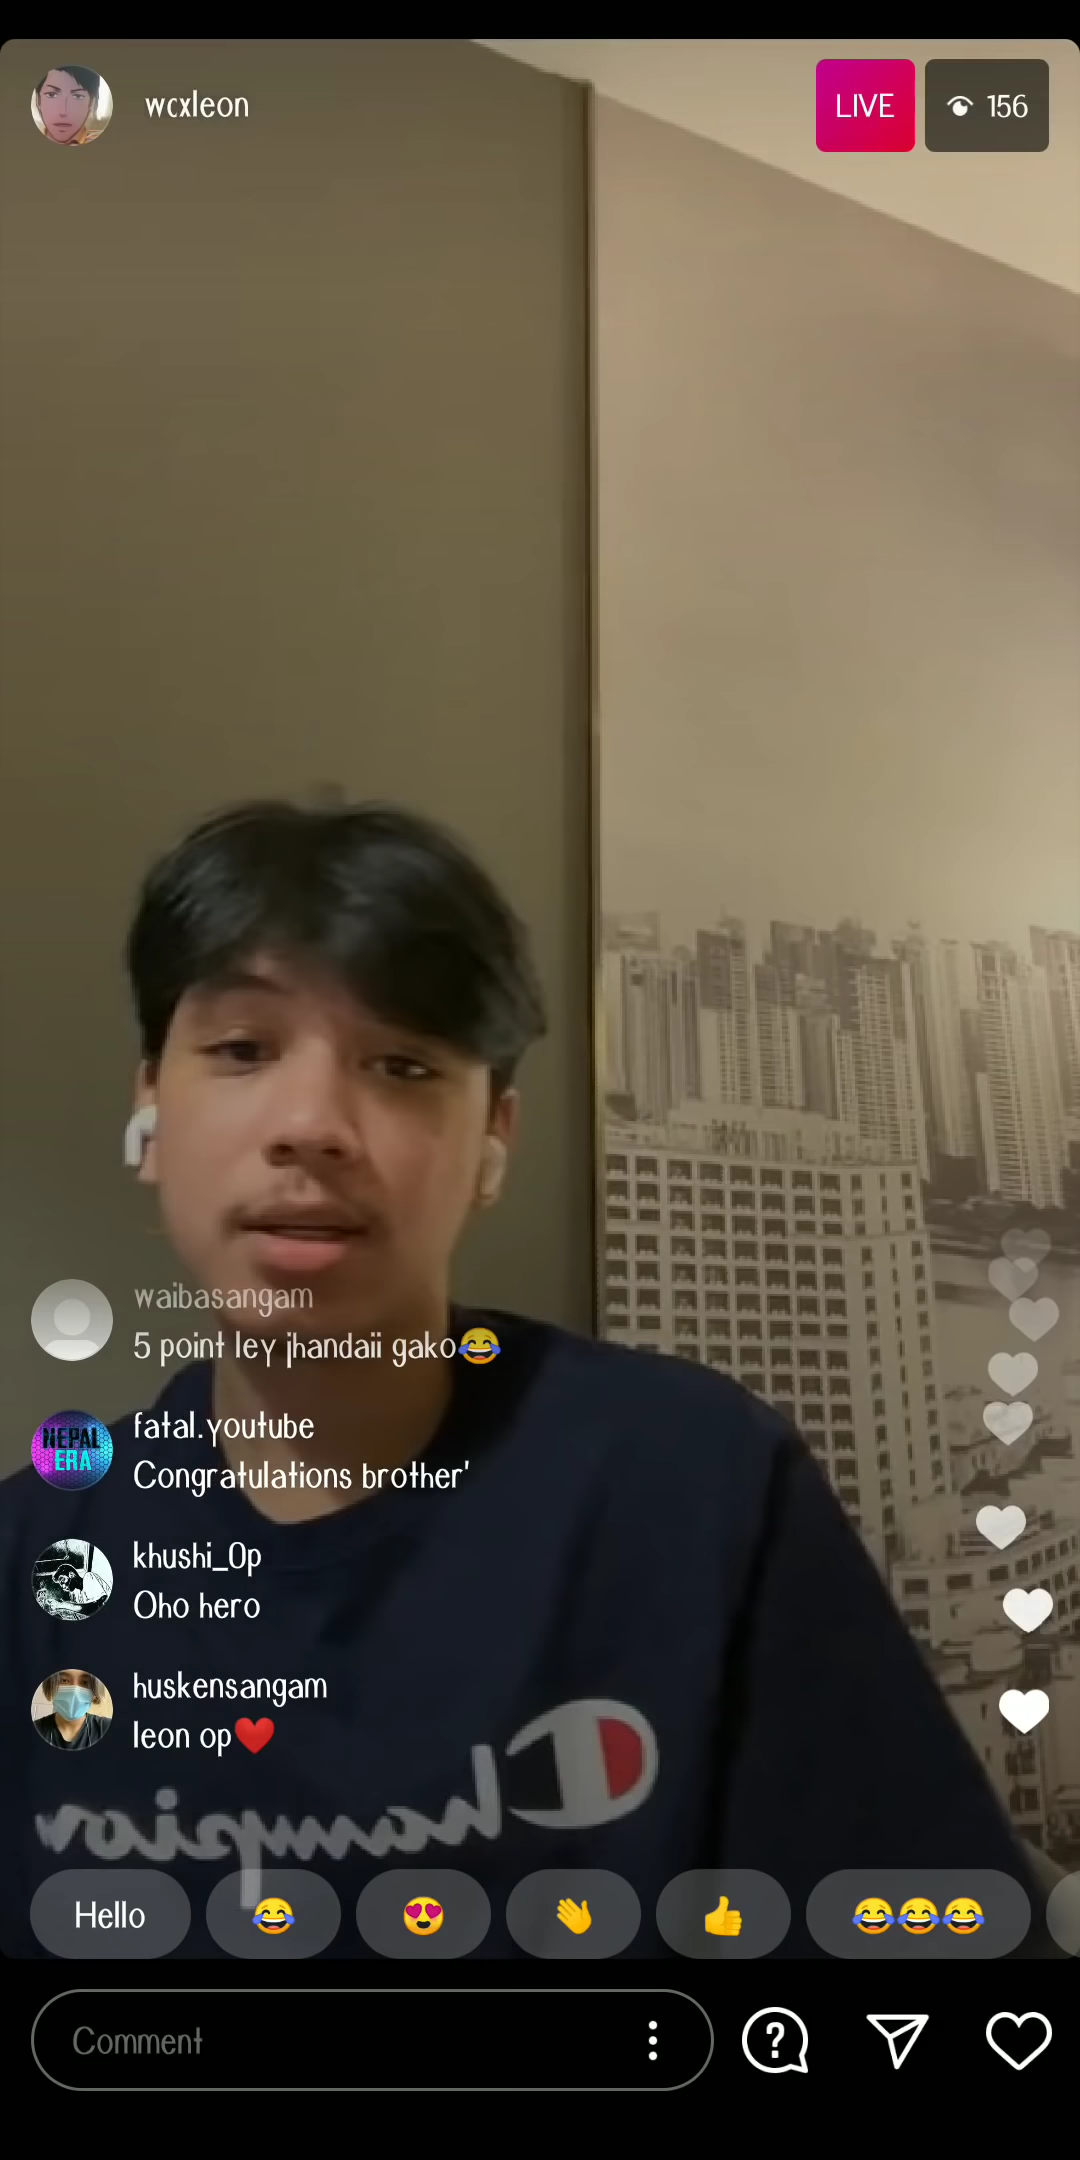 wcxleon
LIVE
156
waibasangam
5 point ley jhandaii gako😂
NEPAL
ERA
fatal.youtube
Congratulations brother'
khushi_Op
Oho hero
huskensangam
leon op❤️
Champion
Hello
😂
😍
👋
👍
😂😂😂
Comment